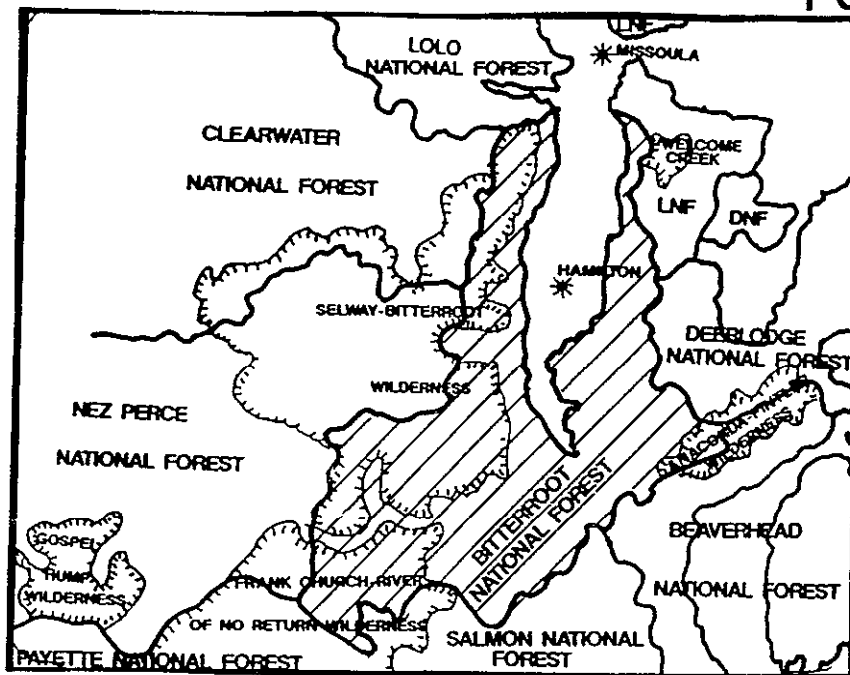 LNF
LOLO
NATIONAL FOREST
MISSOULA
CLEARWATER
NATIONAL FOREST
WELCOME
CREEK
LNF
DNF
HAMILTON
SELWAY-BITTERROOT
WILDERNESS
DEERLODGE
NATIONAL FOREST
NEZ PERCE
NATIONAL FOREST
WILDERNESS
BITTERROOT
NATIONAL FOREST
BEAVERHEAD
NATIONAL FOREST
GOSPEL
HUMP
WILDERNESS
FRANK CHURCH-RIVER
OF NO RETURN WILDERNESS
SALMON NATIONAL
FOREST
PAYETTE NATIONAL FOREST